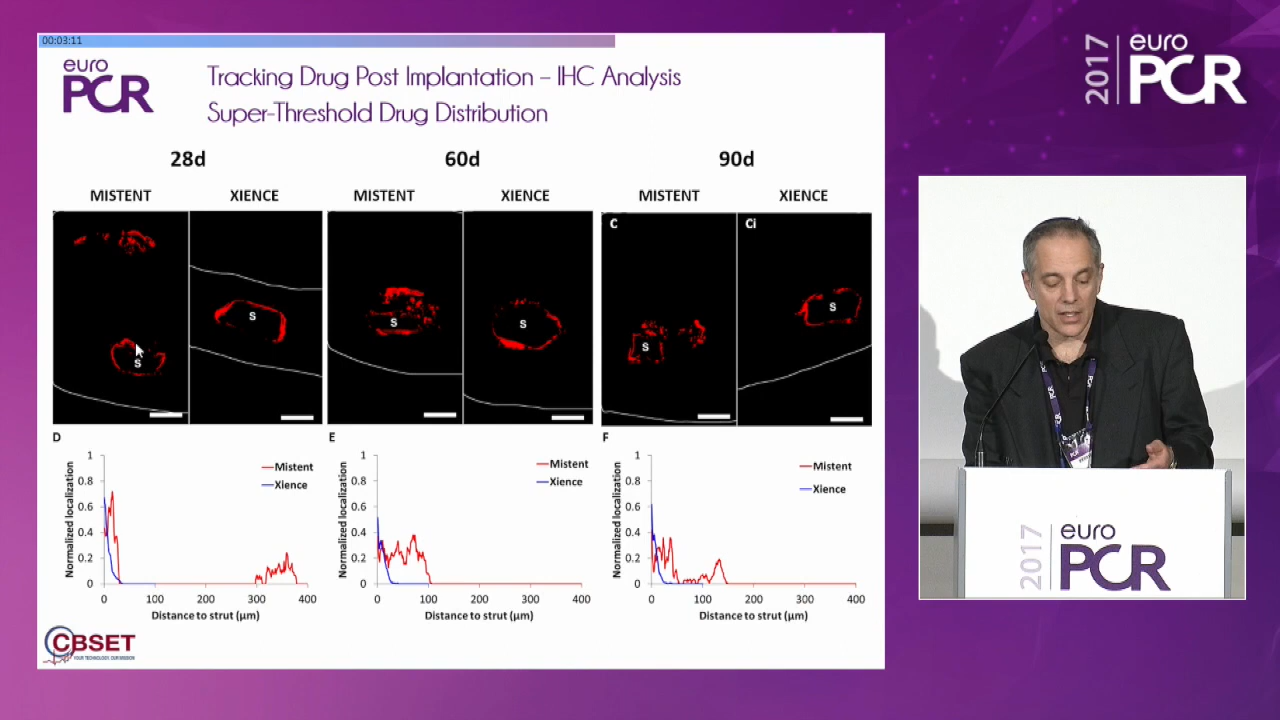 00:03:11
euro
PCR
Tracking Drug Post Implantation – IHC Analysis
Super-Threshold Drug Distribution
28d
60d
90d
MISTENT
XIENCE
MISTENT
XIENCE
MISTENT
XIENCE
S
S
S
S
C
S
Ci
S
D
Normalized localization
1
0.8
0.6
0.4
0.2
0
0
100
200
300
400
Distance to strut (μm)
Mistent
Xience
E
Normalized localization
1
0.8
0.6
0.4
0.2
0
0
100
200
300
400
Distance to strut (μm)
Mistent
Xience
F
Normalized localization
1
0.8
0.6
0.4
0.2
0
0
100
200
300
400
Distance to strut (μm)
Mistent
Xience
CBSET
2017
euro
PCR
PCR
2017
euro
PCR